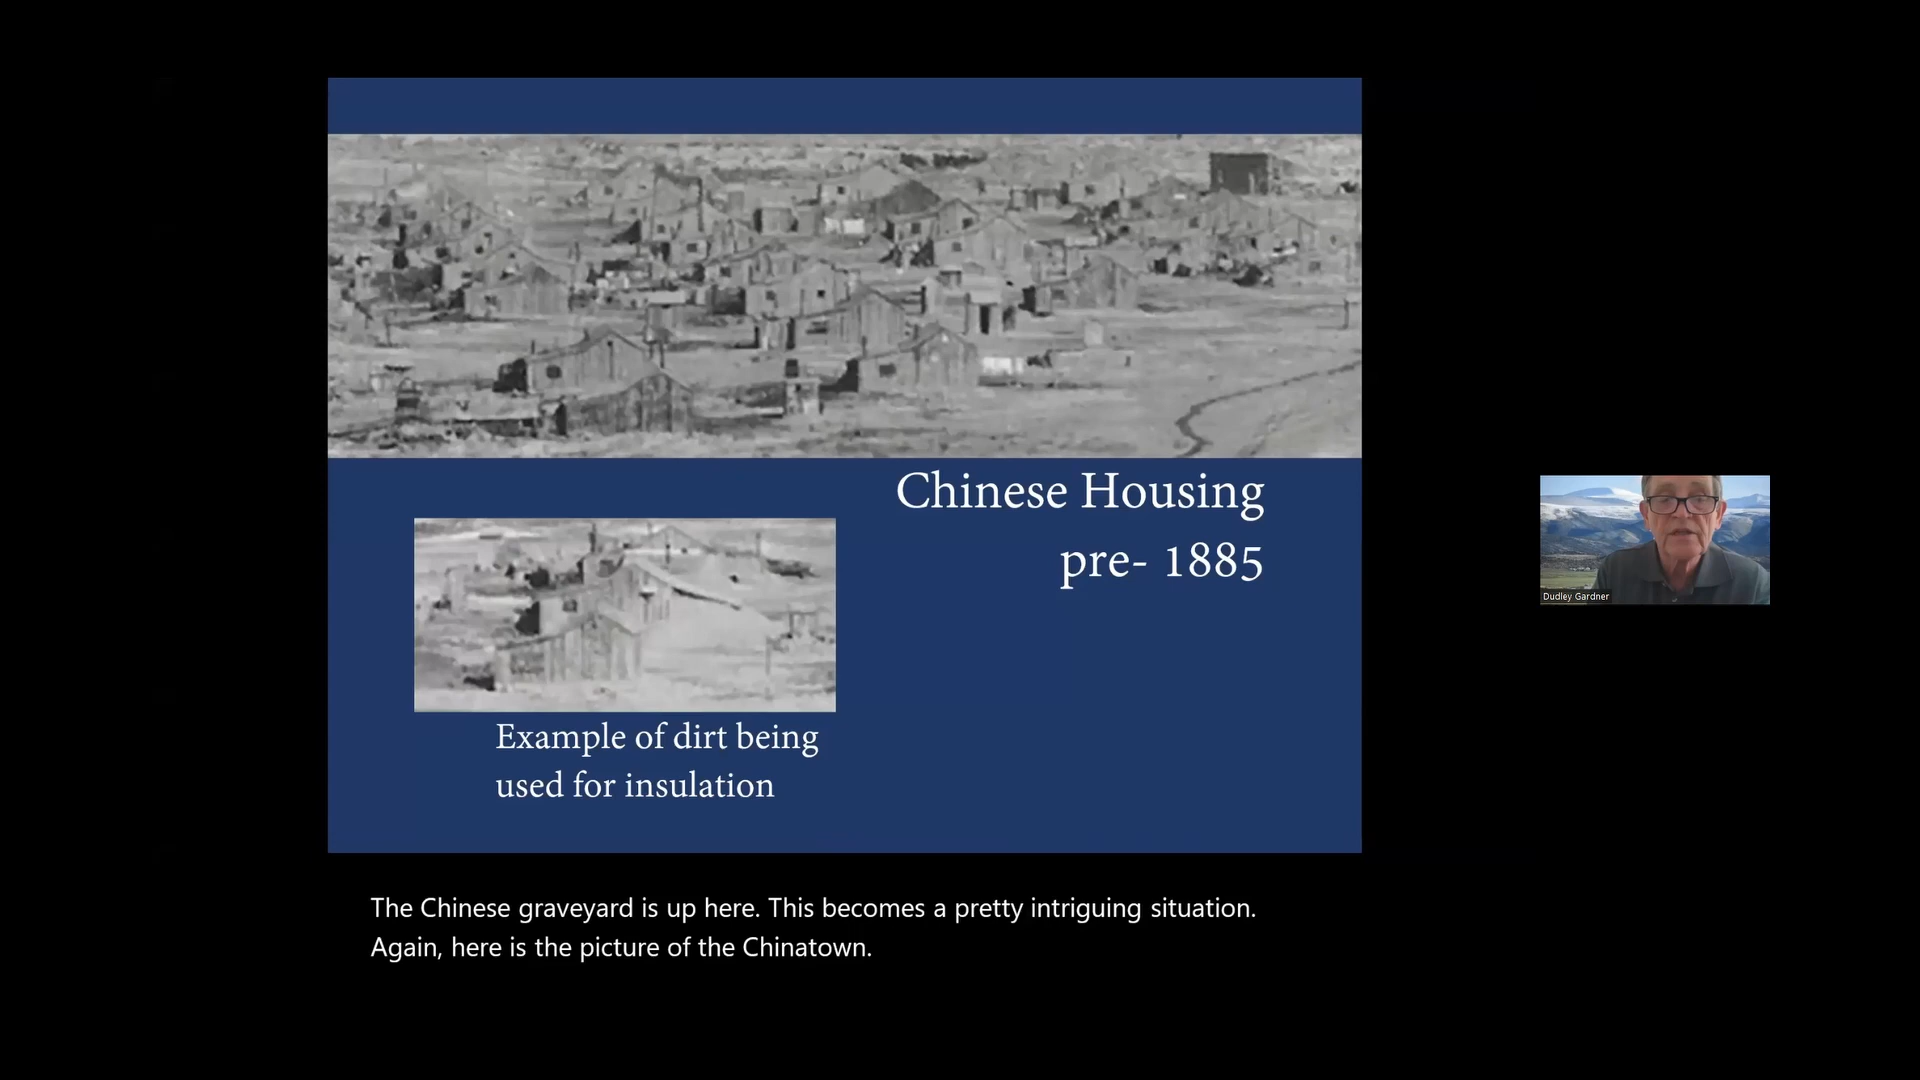 Chinese Housing
pre- 1885
Example of dirt being
used for insulation
Dudley Gardner
The Chinese graveyard is up here. This becomes a pretty intriguing situation.
Again, here is the picture of the Chinatown.